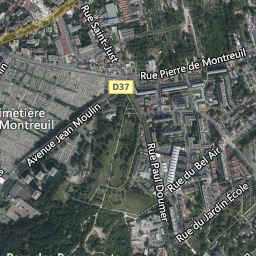 Rue Saint-Just
Rue Pierre de Montreuil
D37
imetière
Montreuil
Avenue Jean Moulin
Rue Paul Doumer
Rue du Bel Air
Rue du Jardin École